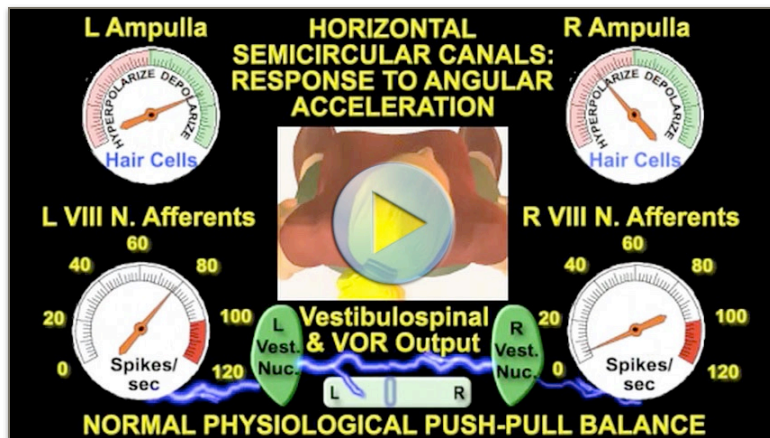 L Ampulla
HORIZONTAL
SEMICIRCULAR CANALS:
RESPONSE TO ANGULAR
ACCELERATION
R Ampulla
HYPERPOLARIZE DEPOLARIZE
Hair Cells
HYPERPOLARIZE DEPOLARIZE
Hair Cells
L VIII N. Afferents
0 20 40 60 80 100 120
Spikes/
sec
R VIII N. Afferents
0 20 40 60 80 100 120
Spikes/
sec
L
Vest.
Nuc.
Vestibulospinal
& VOR Output
L R
R
Vest.
Nuc.
NORMAL PHYSIOLOGICAL PUSH-PULL BALANCE